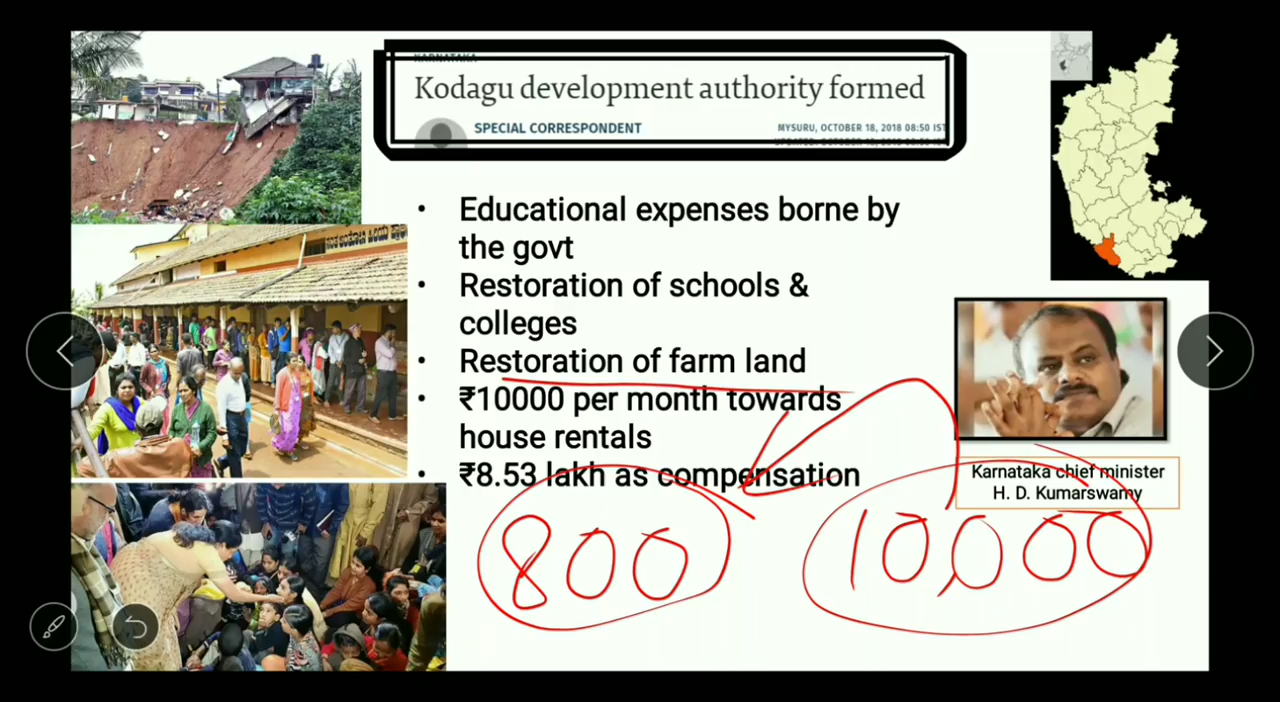 KARNATAKA
Kodagu development authority formed
SPECIAL CORRESPONDENT
MYSURU, OCTOBER 18, 2018 08:50 IST
• Educational expenses borne by
the govt
• Restoration of schools &
colleges
• Restoration of farm land
• ₹10000 per month towards
house rentals
• ₹8.53 lakh as compensation
Karnataka chief minister
H. D. Kumarswamy
800
10,000